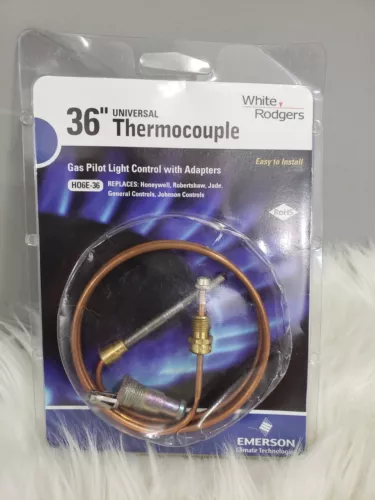 36" UNIVERSAL Thermocouple
White Rodgers
Gas Pilot Light Control with Adapters
Easy to Install
H06E-36
REPLACES: Honeywell, Robertshaw, Jade,
General Controls, Johnson Controls
RoHS
EMERSON
Climate Technologies